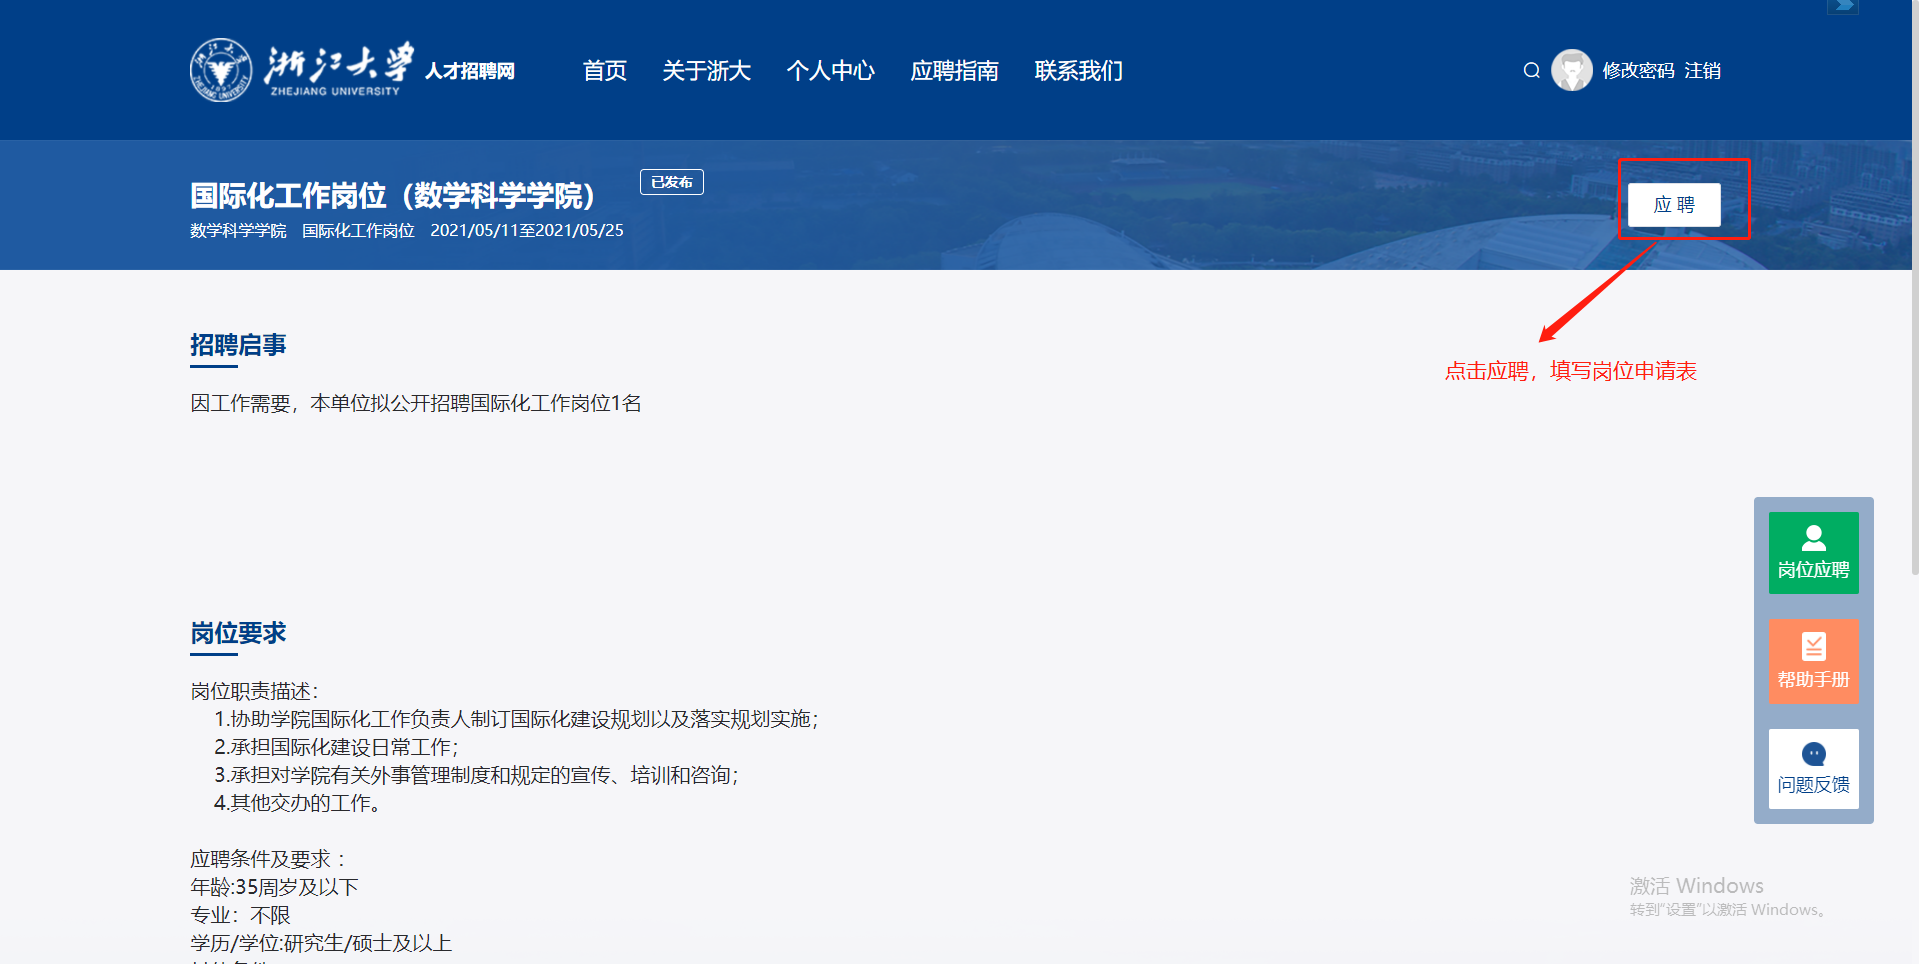 浙江大学
ZHEJIANG UNIVERSITY
人才招聘网
首页 关于浙大 个人中心 应聘指南 联系我们
修改密码 注销
国际化工作岗位（数学科学学院）
已发布
数学科学学院 国际化工作岗位 2021/05/11至2021/05/25
应 聘
点击应聘，填写岗位申请表
招聘启事
因工作需要，本单位拟公开招聘国际化工作岗位1名
岗位要求
岗位职责描述：
1.协助学院国际化工作负责人制订国际化建设规划以及落实规划实施；
2.承担国际化建设日常工作；
3.承担对学院有关外事管理制度和规定的宣传、培训和咨询；
4.其他交办的工作。
应聘条件及要求 ：
年龄:35周岁及以下
专业：不限
学历/学位:研究生/硕士及以上
岗位应聘
帮助手册
问题反馈
激活 Windows
转到"设置"以激活 Windows。